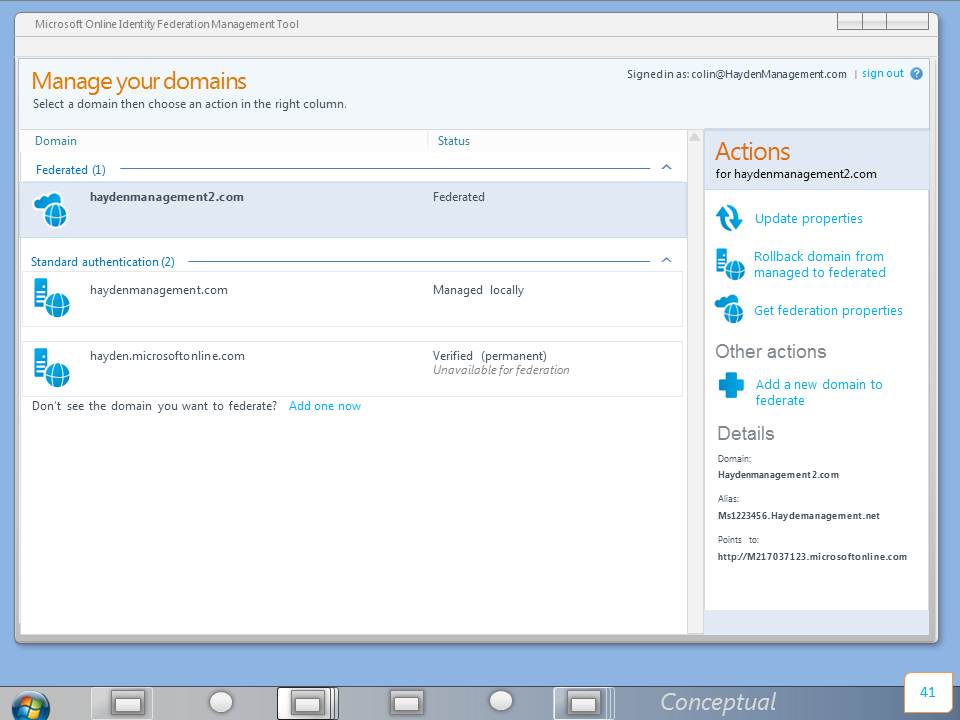 Microsoft Online Identity Federation Management Tool
Manage your domains
Select a domain then choose an action in the right column.
Signed in as: colin@HaydenManagement.com | sign out ?
Domain Status
Federated (1)
haydenmanagement2.com Federated
Standard authentication (2)
haydenmanagement.com Managed locally
hayden.microsoftonline.com Verified (permanent)
Unavailable for federation
Don't see the domain you want to federate? Add one now
Actions
for haydenmanagement2.com
Update properties
Rollback domain from
managed to federated
Get federation properties
Other actions
Add a new domain to
federate
Details
Domain:
Haydenmanagement2.com
Alias:
Ms1223456.Haydemanagement.net
Points to:
http://M217037123.microsoftonline.com
Conceptual
41